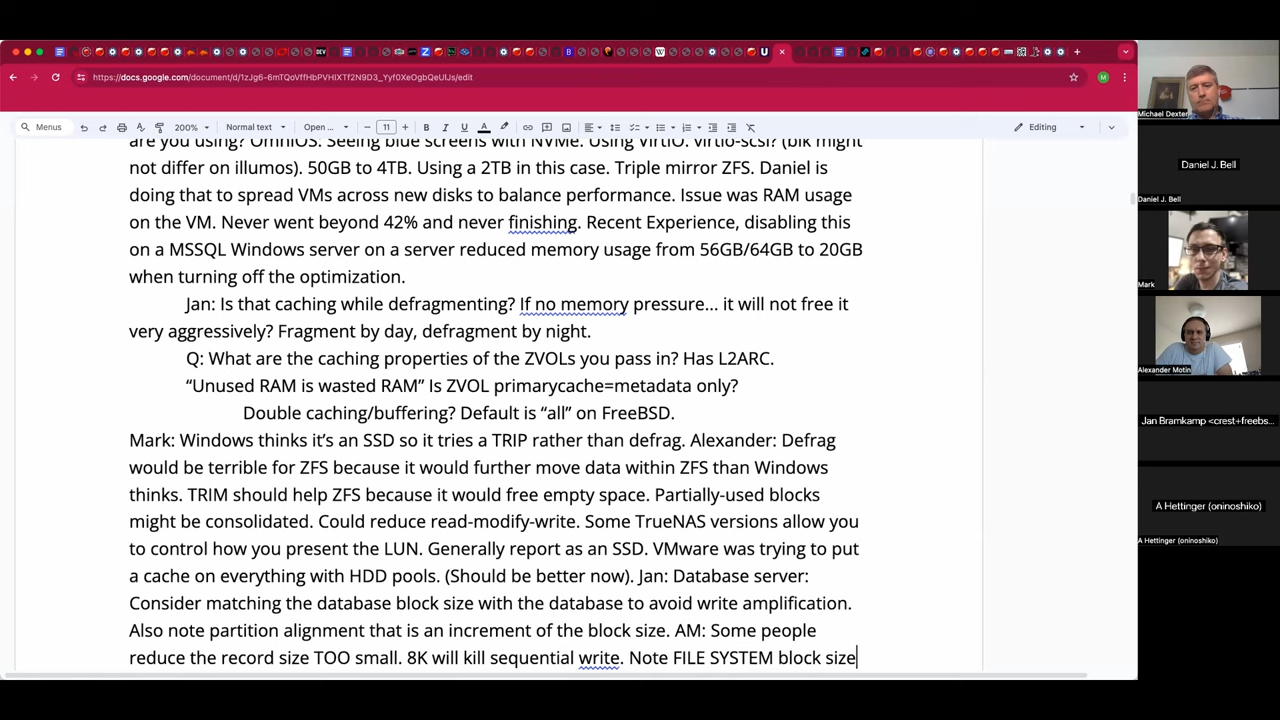 https://docs.google.com/document/d/1zJg6-6mTQoVffHbPVHIXTf2N9D3_Yyf0XeOgbQeUIJs/edit
M
Menus
200%
Normal text
Open ...
11
Editing
are you using? OmniOS. Seeing blue screens with NVMe. Using VirtIO. virtio-scsi? (blk might
not differ on illumos). 50GB to 4TB. Using a 2TB in this case. Triple mirror ZFS. Daniel is
doing that to spread VMs across new disks to balance performance. Issue was RAM usage
on the VM. Never went beyond 42% and never finishing. Recent Experience, disabling this
on a MSSQL Windows server on a server reduced memory usage from 56GB/64GB to 20GB
when turning off the optimization.
Jan: Is that caching while defragmenting? If no memory pressure… it will not free it
very aggressively? Fragment by day, defragment by night.
Q: What are the caching properties of the ZVOLs you pass in? Has L2ARC.
“Unused RAM is wasted RAM” Is ZVOL primarycache=metadata only?
Double caching/buffering? Default is “all” on FreeBSD.
Mark: Windows thinks it’s an SSD so it tries a TRIP rather than defrag. Alexander: Defrag
would be terrible for ZFS because it would further move data within ZFS than Windows
thinks. TRIM should help ZFS because it would free empty space. Partially-used blocks
might be consolidated. Could reduce read-modify-write. Some TrueNAS versions allow you
to control how you present the LUN. Generally report as an SSD. VMware was trying to put
a cache on everything with HDD pools. (Should be better now). Jan: Database server:
Consider matching the database block size with the database to avoid write amplification.
Also note partition alignment that is an increment of the block size. AM: Some people
reduce the record size TOO small. 8K will kill sequential write. Note FILE SYSTEM block size
Michael Dexter
Daniel J. Bell
Daniel J. Bell
Mark
Alexander Motin
Jan Bramkamp <crest+freebs...
A Hettinger (oninoshiko)
A Hettinger (oninoshiko)